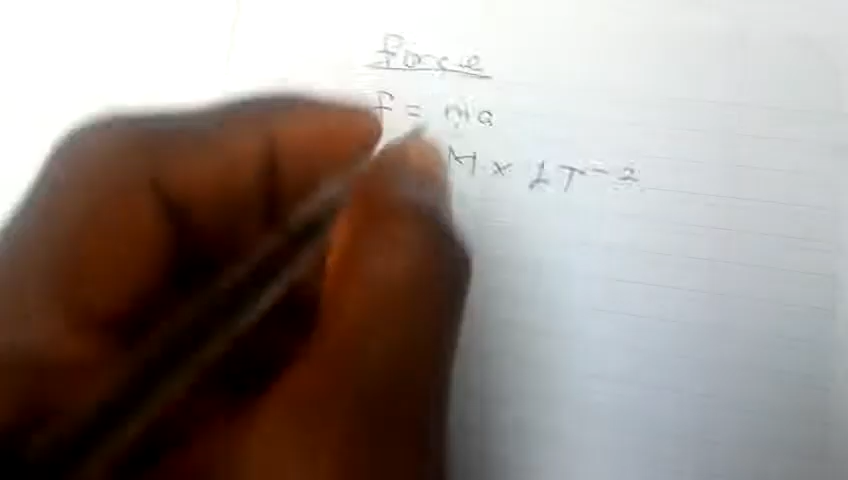 force
f = ma
M × LT⁻²